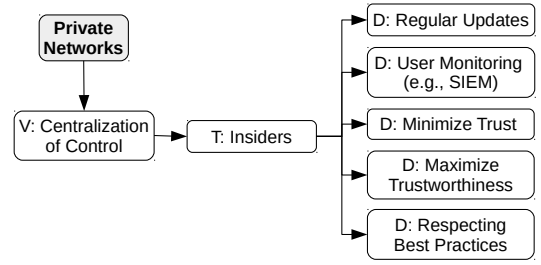 Private
Networks
V: Centralization
of Control
T: Insiders
D: Regular Updates
D: User Monitoring
(e.g., SIEM)
D: Minimize Trust
D: Maximize
Trustworthiness
D: Respecting
Best Practices